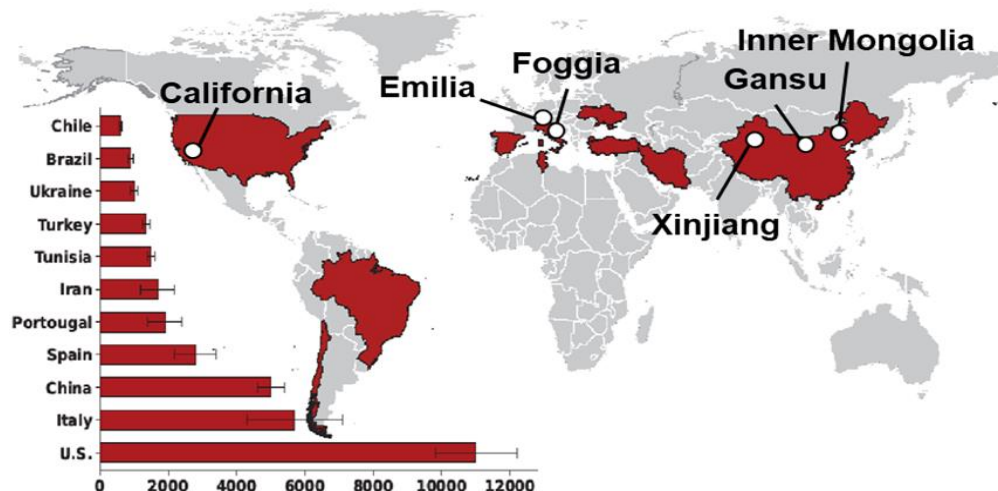 Inner Mongolia
Foggia
Gansu
Emilia
California
Xinjiang
Chile
Brazil
Ukraine
Turkey
Tunisia
Iran
Portougal
Spain
China
Italy
U.S.
0 2000 4000 6000 8000 10000 12000